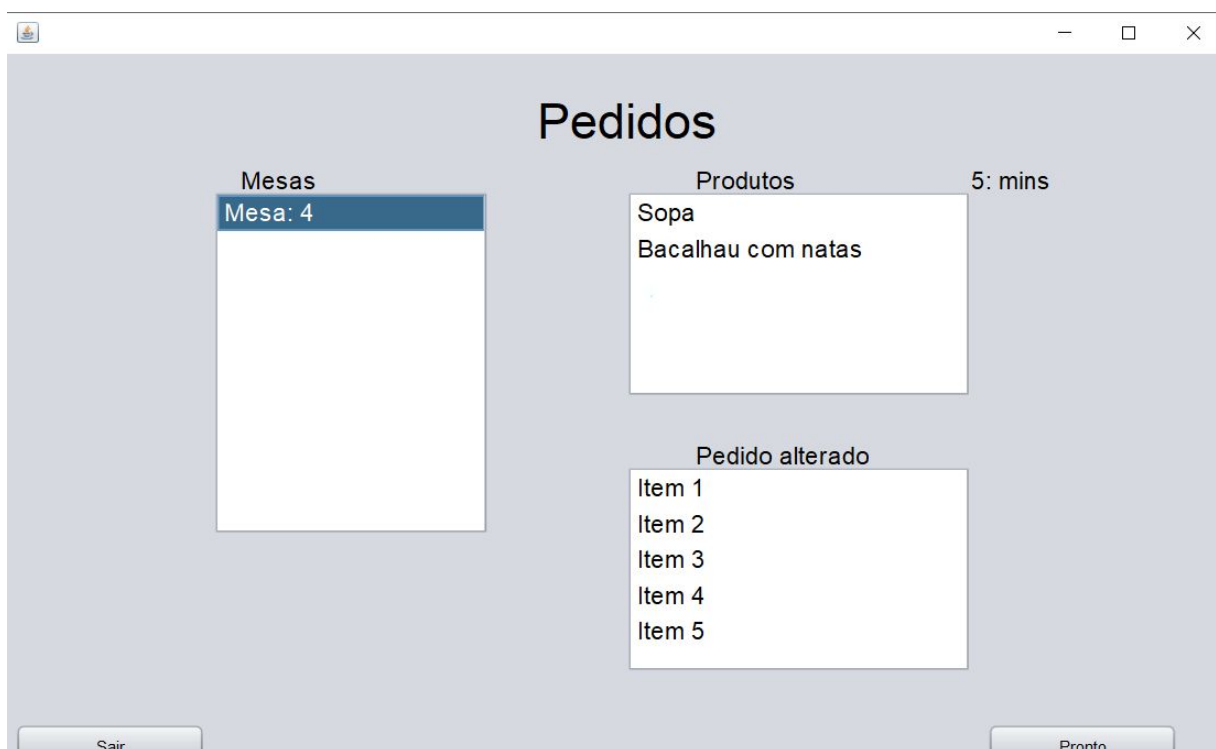 Pedidos
Mesas
Mesa: 4
Produtos
5: mins
Sopa
Bacalhau com natas
Pedido alterado
Item 1
Item 2
Item 3
Item 4
Item 5
Sair
Pronto